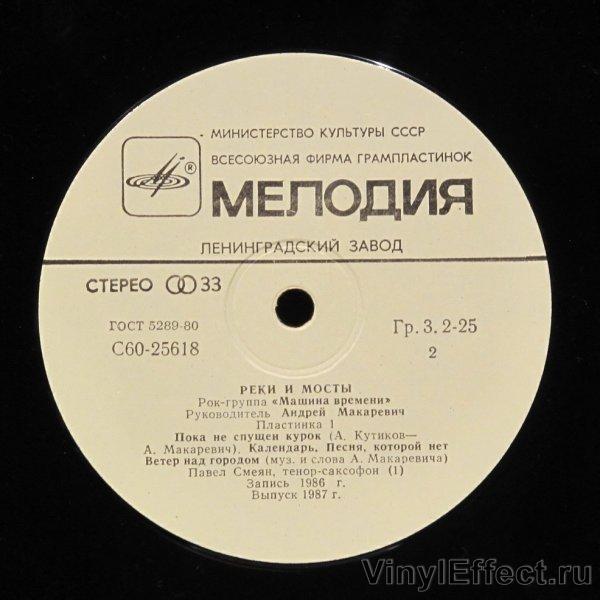 МИНИСТЕРСТВО КУЛЬТУРЫ СССР
ВСЕСОЮЗНАЯ ФИРМА ГРАМПЛАСТИНОК
®
МЕЛОДИЯ
ЛЕНИНГРАДСКИЙ ЗАВОД
СТЕРЕО 33
ГОСТ 5289-80 Гр. 3. 2-25
С60-25618 2
РЕКИ И МОСТЫ
Рок-группа «Машина времени»
Руководитель Андрей Макаревич
Пластинка 1
Пока не спущен курок (А. Кутиков—
А. Макаревич). Календарь, Песня, которой нет
Ветер над городом (муз. и слова А. Макаревича)
Павел Смеян, тенор-саксофон (1)
Запись 1986 г.
Выпуск 1987 г.
VinylEffect.ru